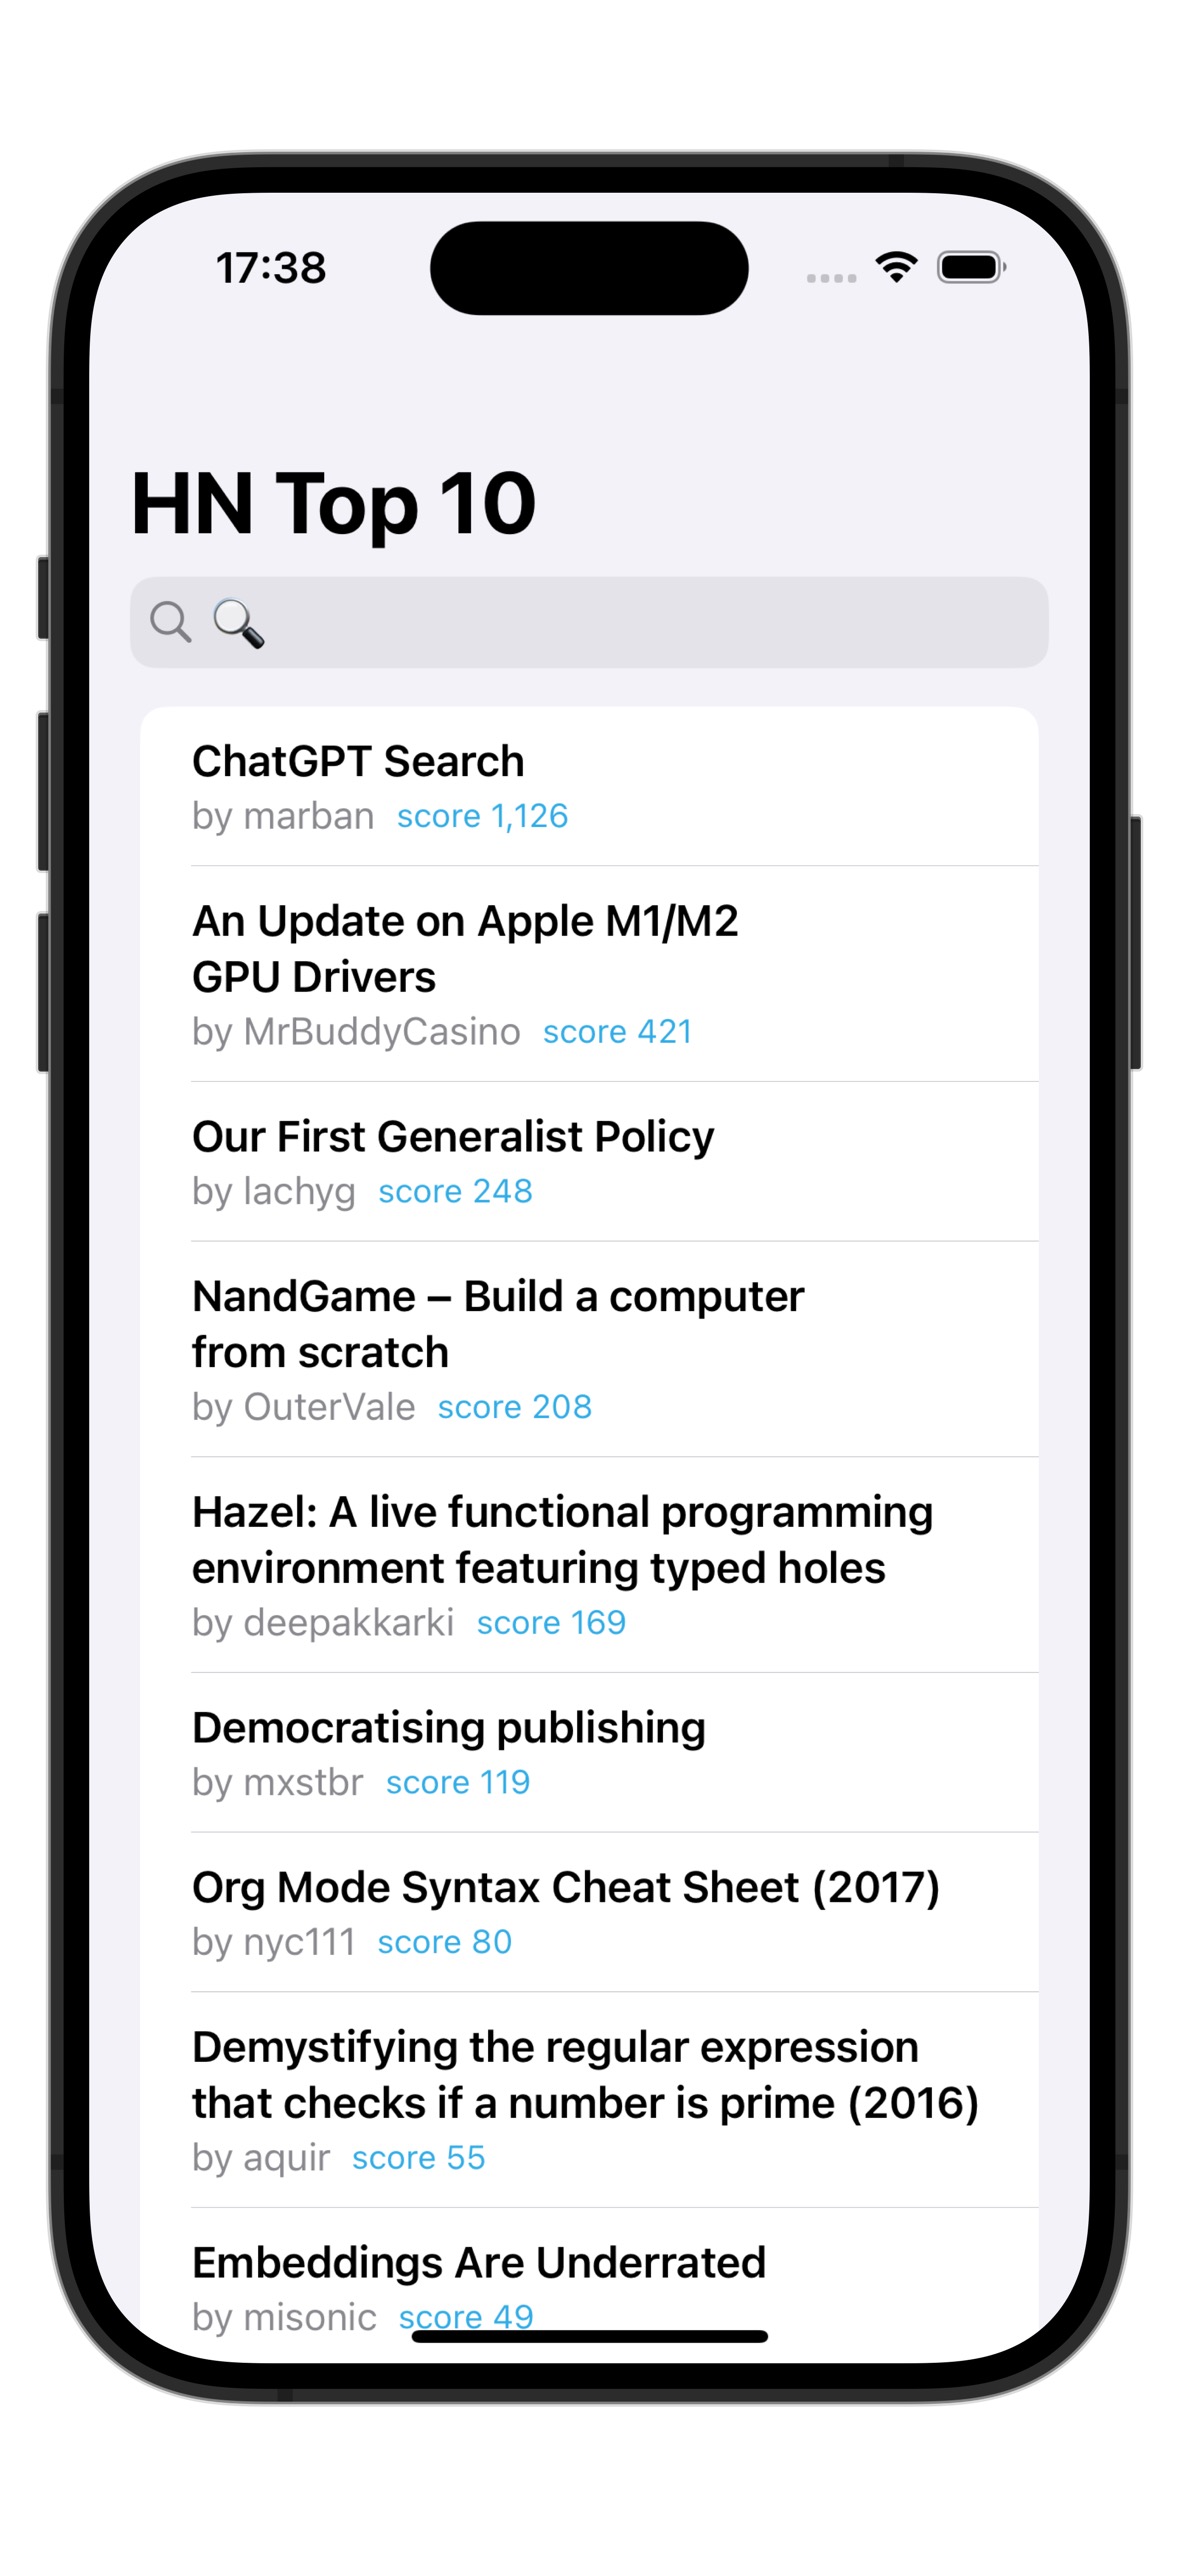 17:38
HN Top 10
ChatGPT Search
by marban score 1,126
An Update on Apple M1/M2
GPU Drivers
by MrBuddyCasino score 421
Our First Generalist Policy
by lachyg score 248
NandGame – Build a computer
from scratch
by OuterVale score 208
Hazel: A live functional programming
environment featuring typed holes
by deepakkarki score 169
Democratising publishing
by mxstbr score 119
Org Mode Syntax Cheat Sheet (2017)
by nyc111 score 80
Demystifying the regular expression
that checks if a number is prime (2016)
by aquir score 55
Embeddings Are Underrated
by misonic score 49